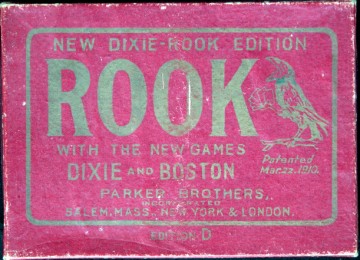 NEW DIXIE-ROOK EDITION
ROOK
WITH THE NEW GAMES
DIXIE AND BOSTON
Patented
Mar. 22, 1910.
PARKER BROTHERS,
INCORPORATED
SALEM, MASS., NEW YORK & LONDON.
EDITION D